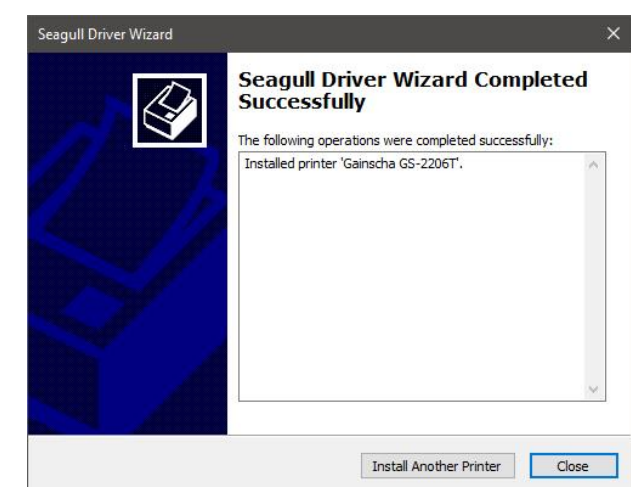 Seagull Driver Wizard
Seagull Driver Wizard Completed
Successfully
The following operations were completed successfully:
Installed printer 'Gainscha GS-2206T'.
Install Another Printer
Close